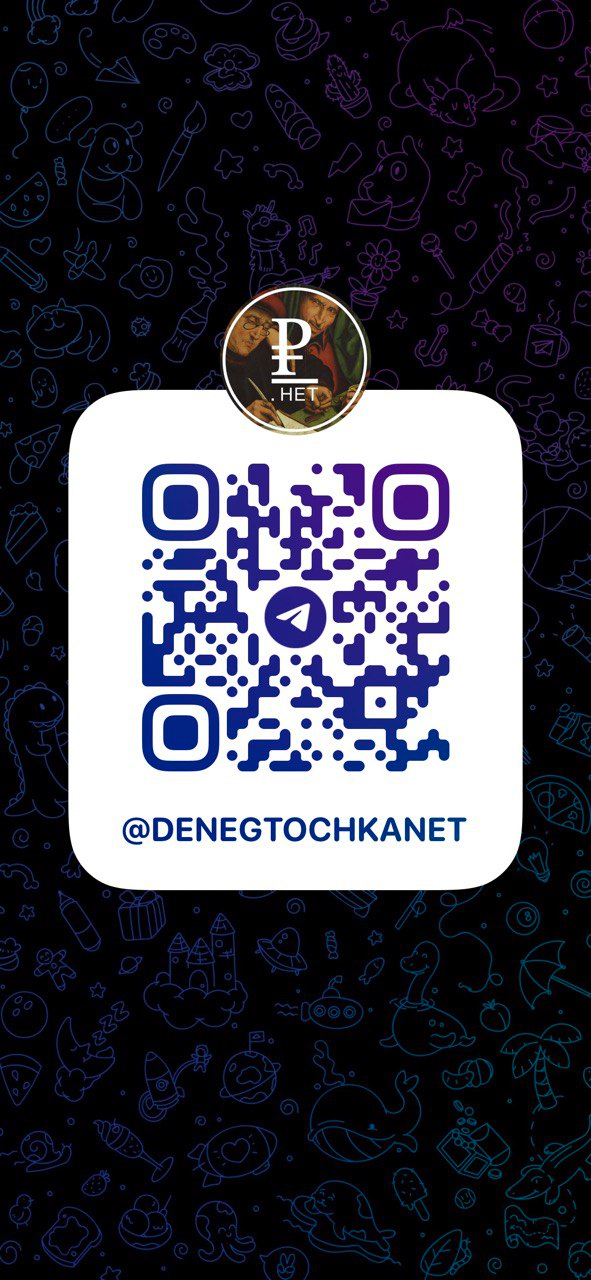 ₽
.НЕТ
@DENEGTOCHKANET